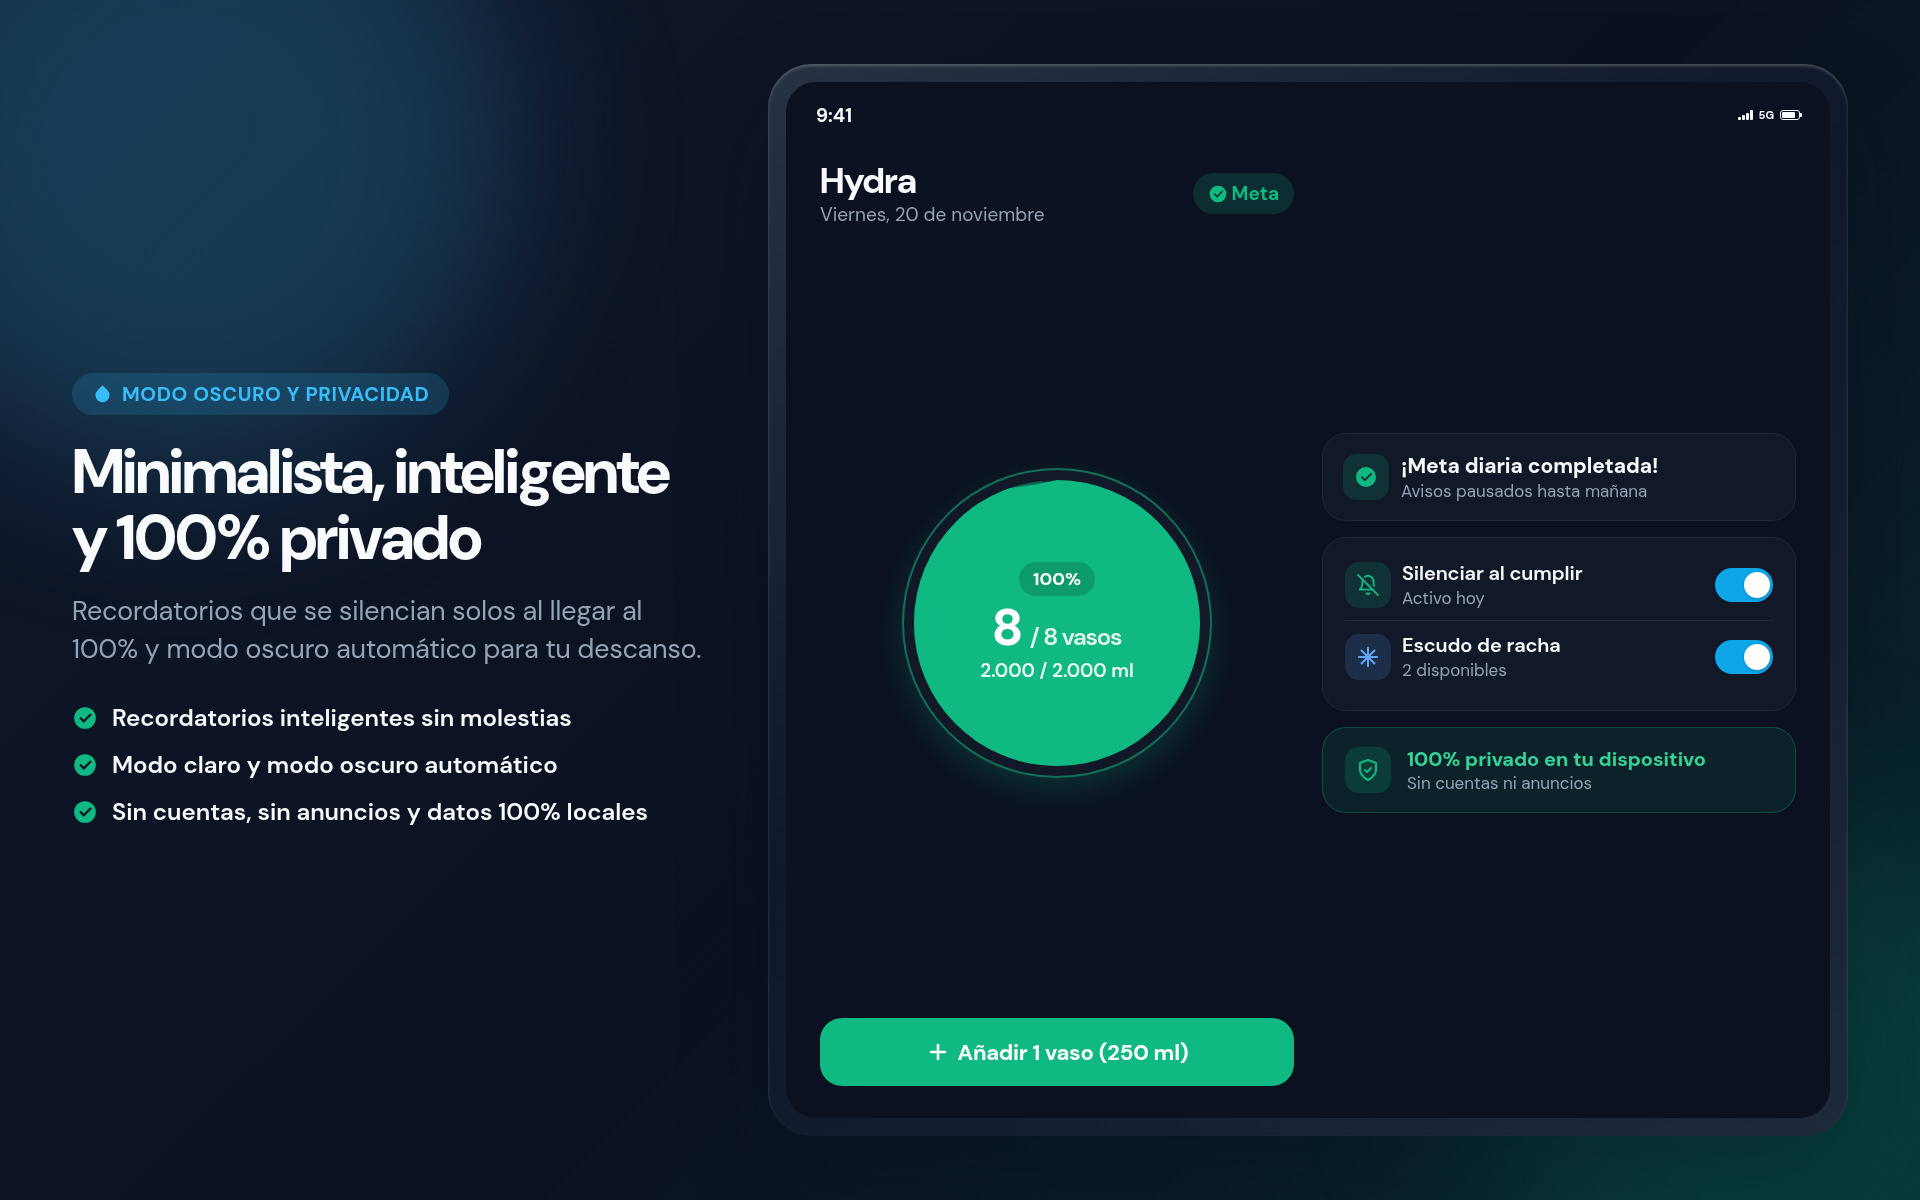 MODO OSCURO Y PRIVACIDAD
Minimalista, inteligente
y 100% privado
Recordatorios que se silencian solos al llegar al
100% y modo oscuro automático para tu descanso.
Recordatorios inteligentes sin molestias
Modo claro y modo oscuro automático
Sin cuentas, sin anuncios y datos 100% locales
9:41
5G
Hydra
Viernes, 20 de noviembre
Meta
100%
8 / 8 vasos
2.000 / 2.000 ml
Añadir 1 vaso (250 ml)
¡Meta diaria completada!
Avisos pausados hasta mañana
Silenciar al cumplir
Activo hoy
Escudo de racha
2 disponibles
100% privado en tu dispositivo
Sin cuentas ni anuncios